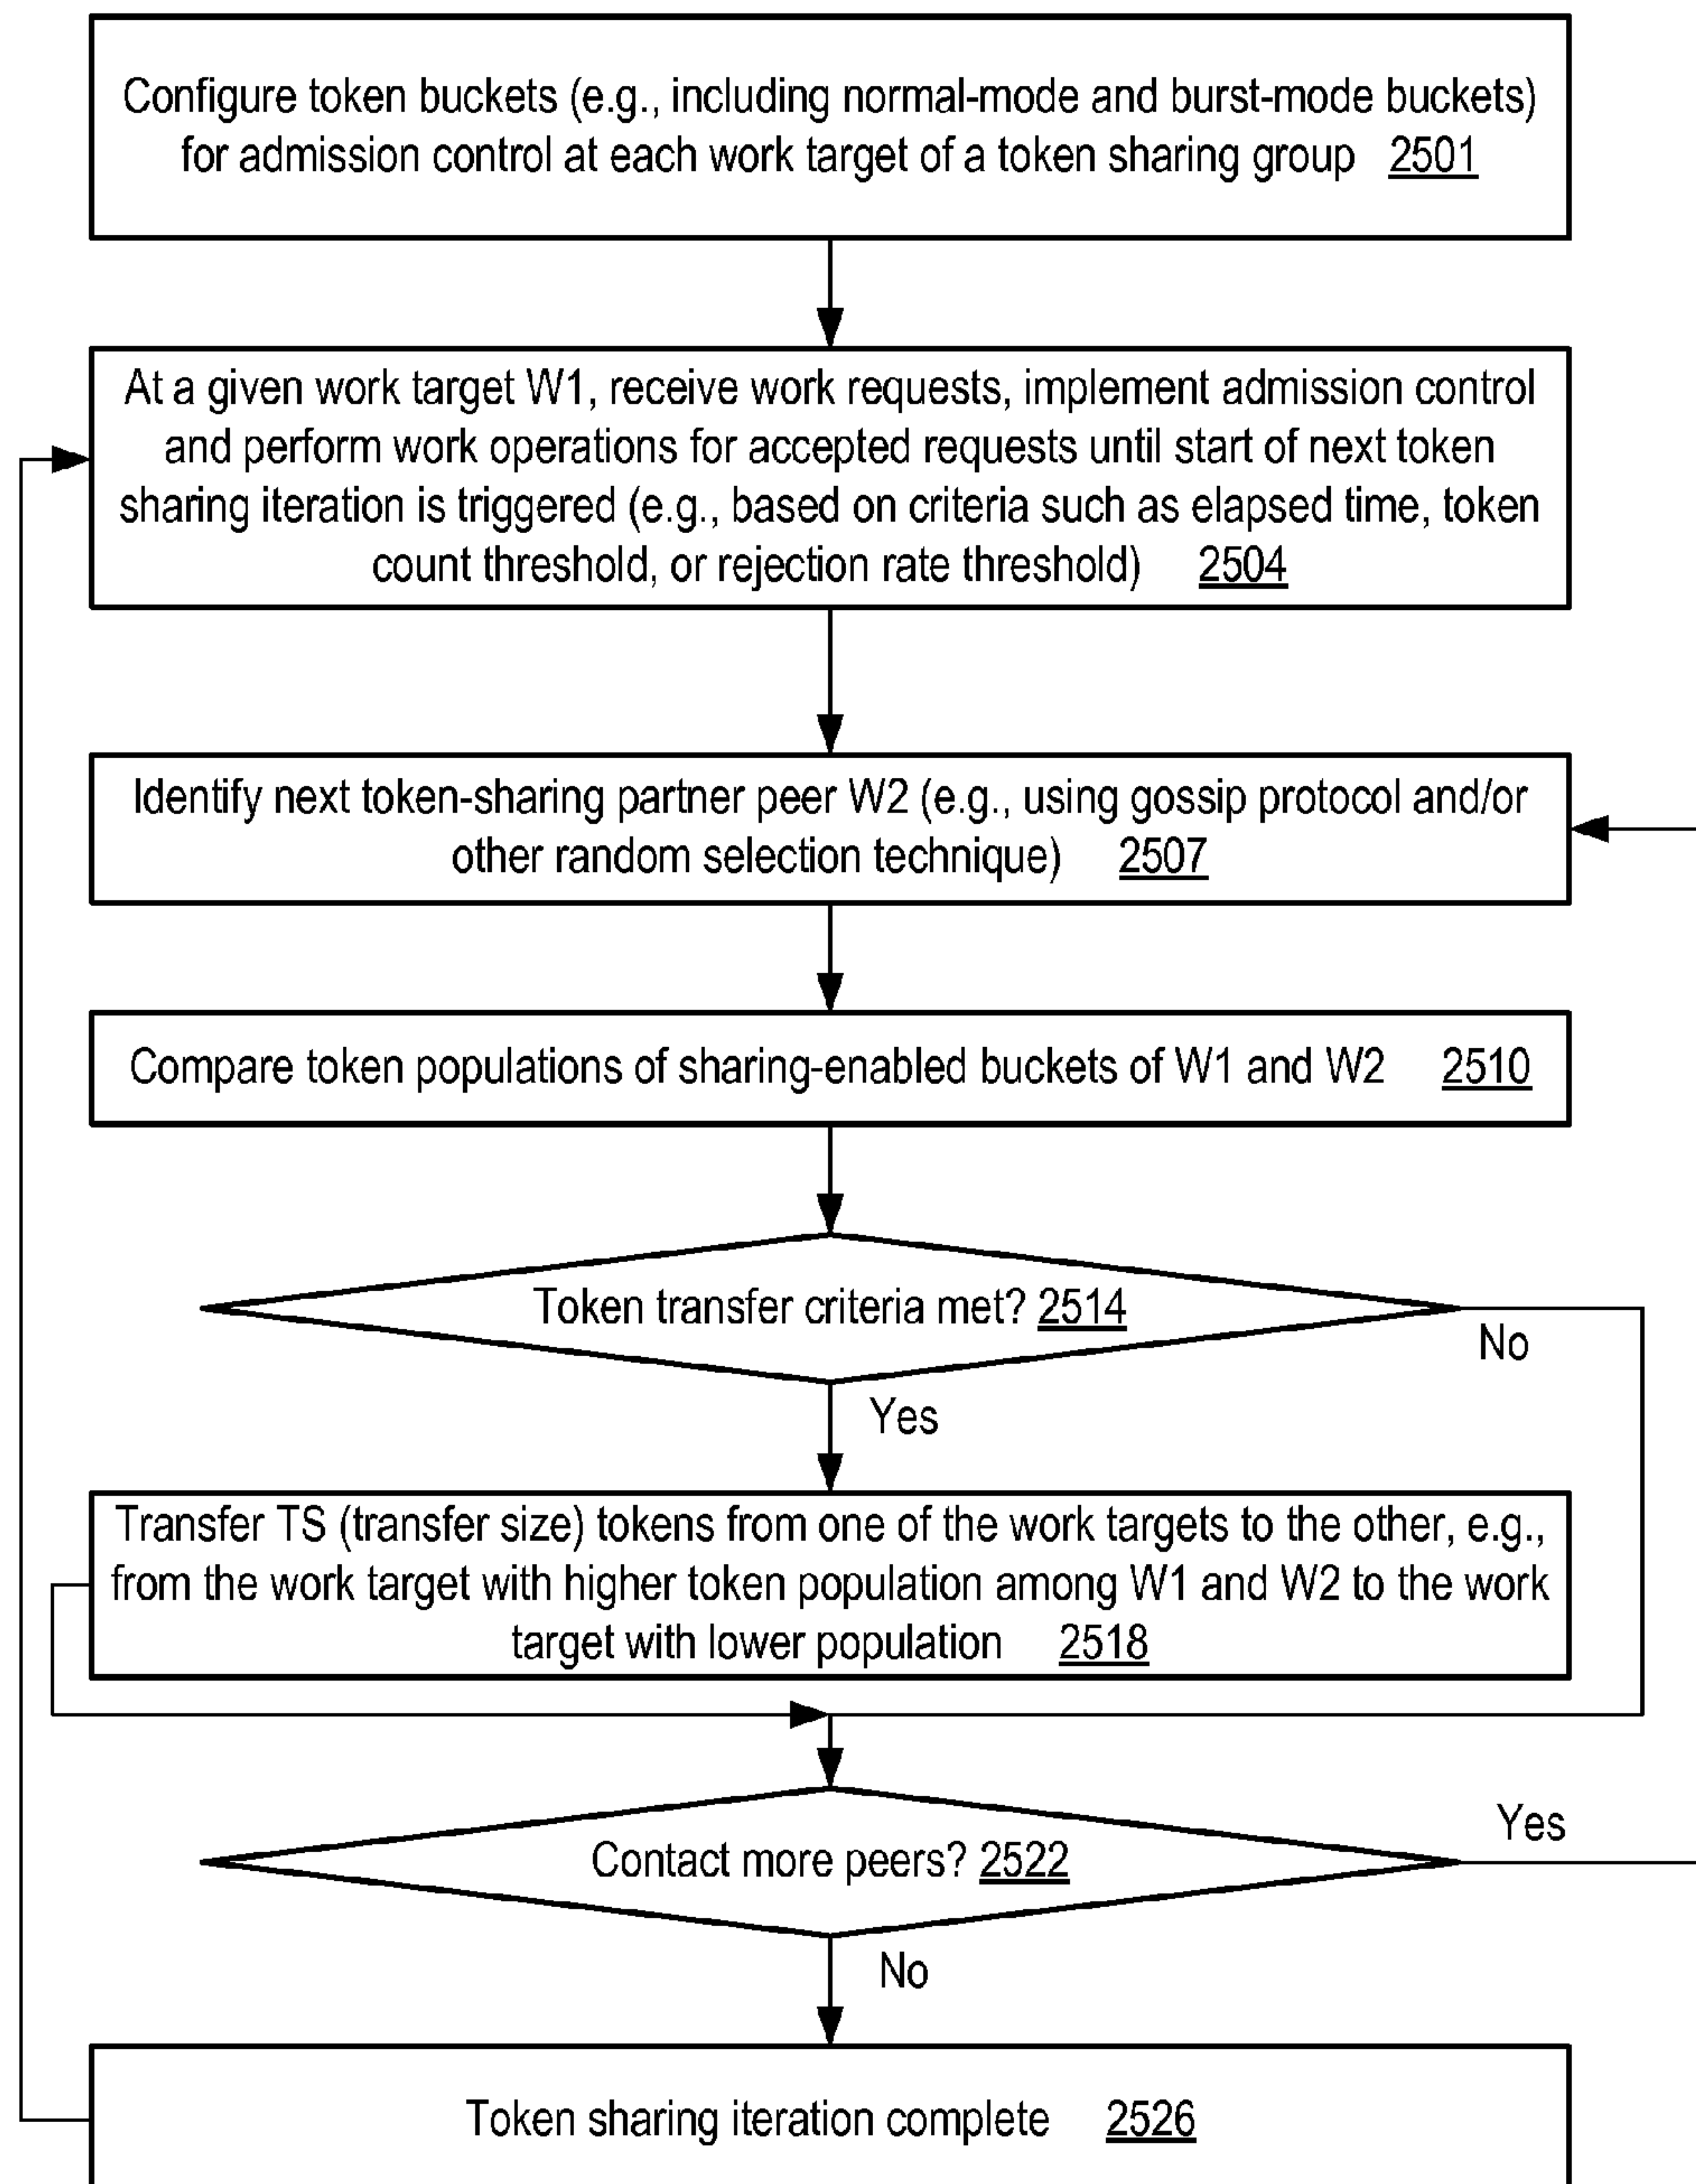 Configure token buckets (e.g., including normal-mode and burst-mode buckets)
for admission control at each work target of a token sharing group 2501
At a given work target W1, receive work requests, implement admission control
and perform work operations for accepted requests until start of next token
sharing iteration is triggered (e.g., based on criteria such as elapsed time, token
count threshold, or rejection rate threshold) 2504
Identify next token-sharing partner peer W2 (e.g., using gossip protocol and/or
other random selection technique) 2507
Compare token populations of sharing-enabled buckets of W1 and W2 2510
Token transfer criteria met? 2514
No
Yes
Transfer TS (transfer size) tokens from one of the work targets to the other, e.g.,
from the work target with higher token population among W1 and W2 to the work
target with lower population 2518
Yes
Contact more peers? 2522
No
Token sharing iteration complete 2526